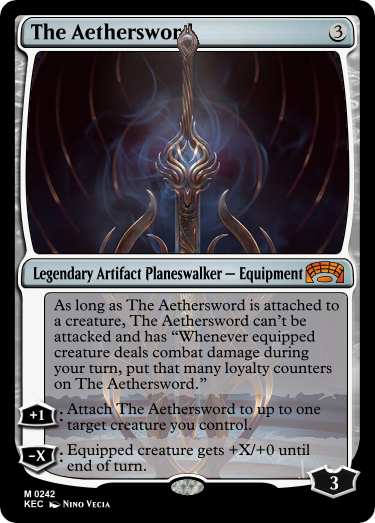 The Aethersword 3
Legendary Artifact Planeswalker — Equipment
As long as The Aethersword is attached to
a creature, The Aethersword can't be
attacked and has “Whenever equipped
creature deals combat damage during
your turn, put that many loyalty counters
on The Aethersword.”
+1: Attach The Aethersword to up to one
target creature you control.
-X: Equipped creature gets +X/+0 until
end of turn.
3
M 0242
KEC Nino Vecia